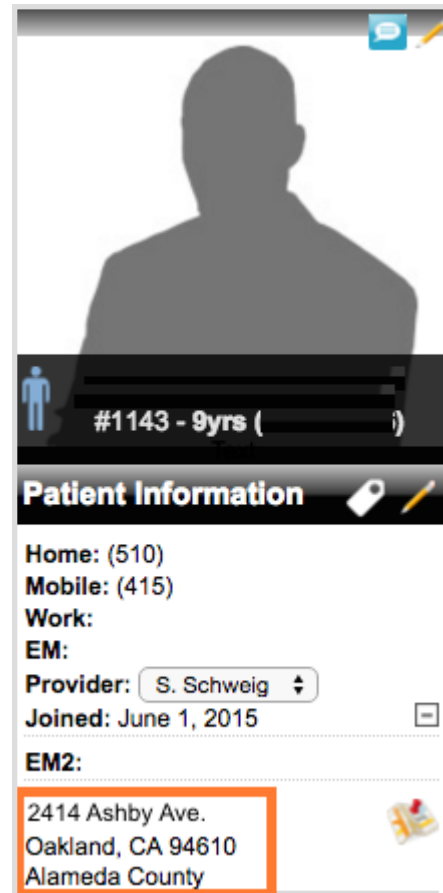 #1143 - 9yrs (      )
Text
Patient Information
Home: (510)
Mobile: (415)
Work:
EM:
Provider: S. Schweig
Joined: June 1, 2015
EM2:
2414 Ashby Ave.
Oakland, CA 94610
Alameda County